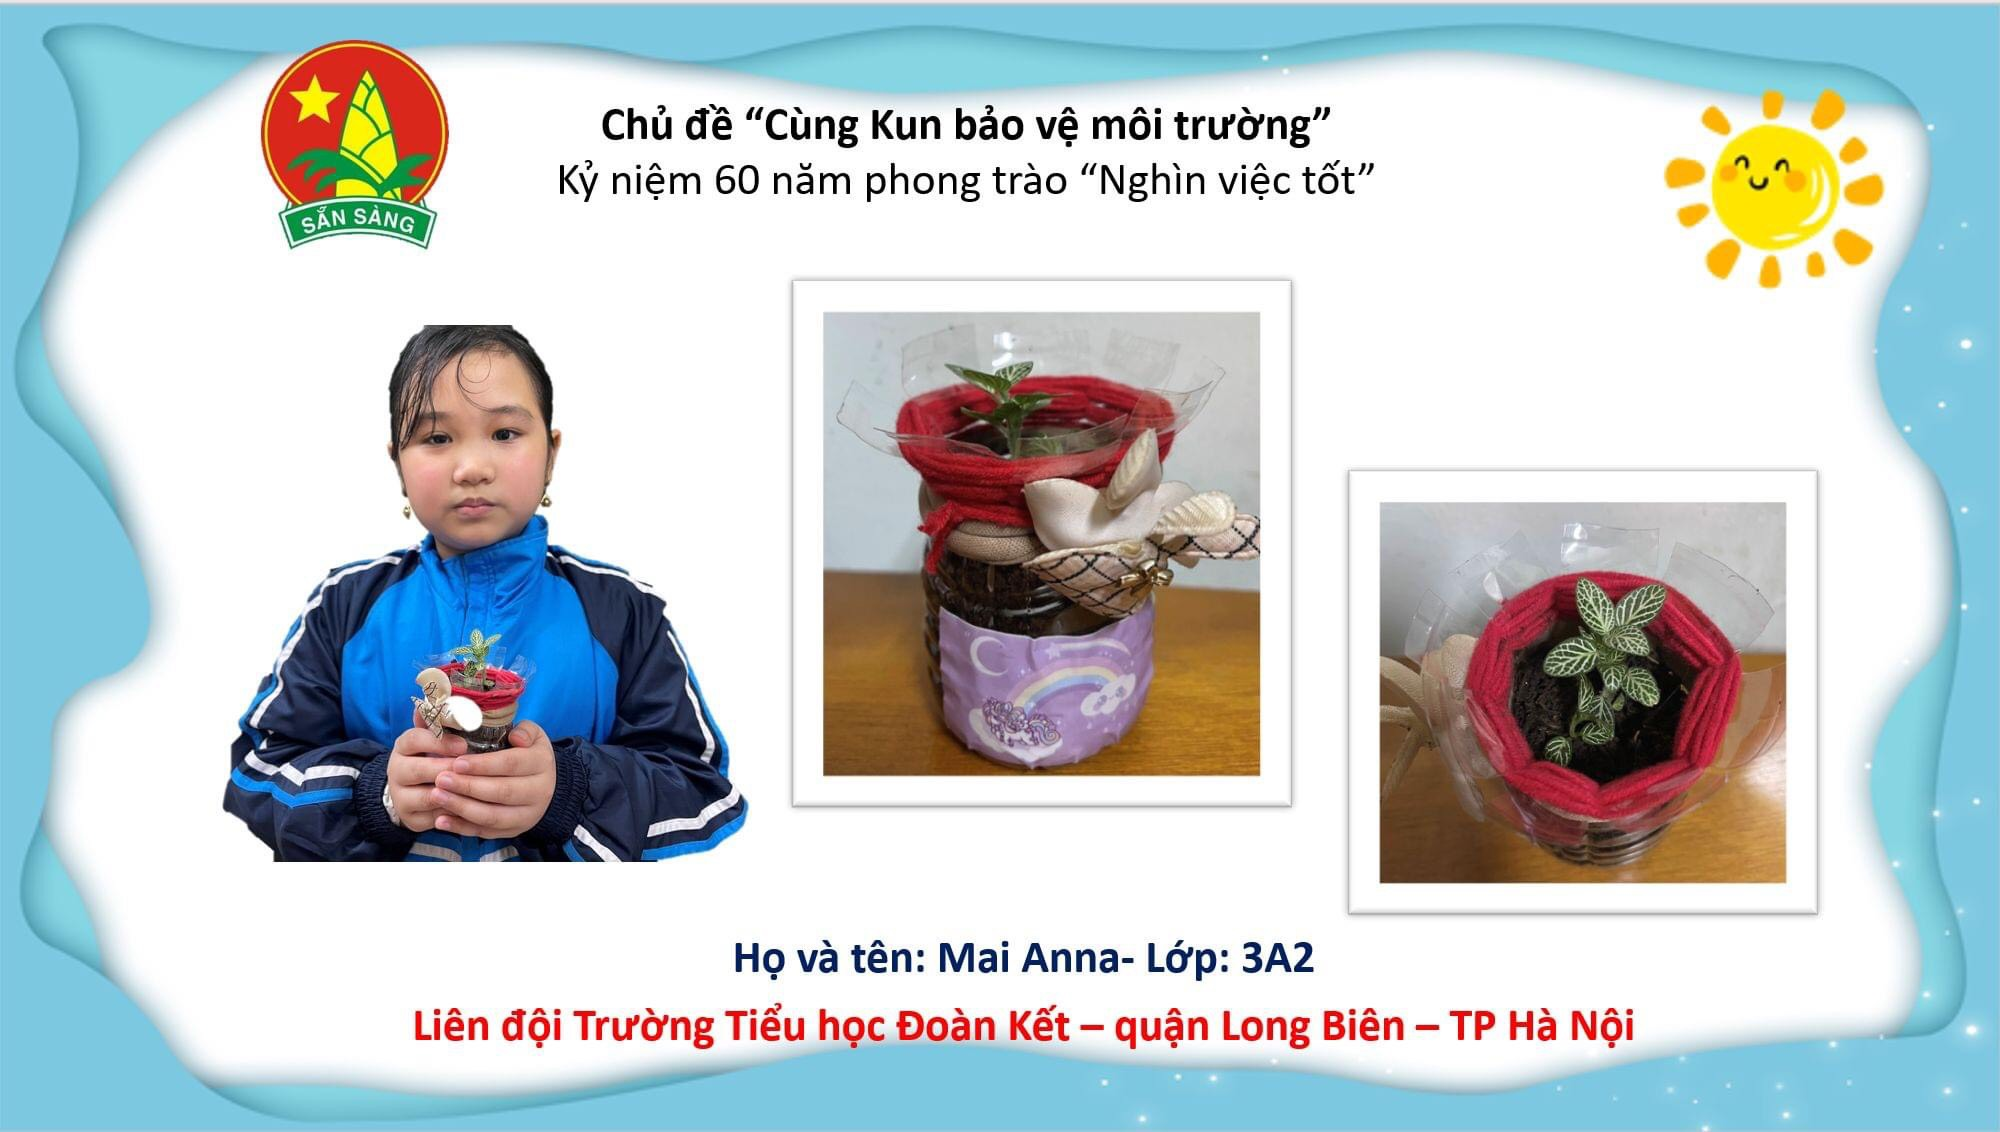 SẴN SÀNG
Chủ đề “Cùng Kun bảo vệ môi trường”
Kỷ niệm 60 năm phong trào “Nghìn việc tốt”
Họ và tên: Mai Anna- Lớp: 3A2
Liên đội Trường Tiểu học Đoàn Kết – quận Long Biên – TP Hà Nội